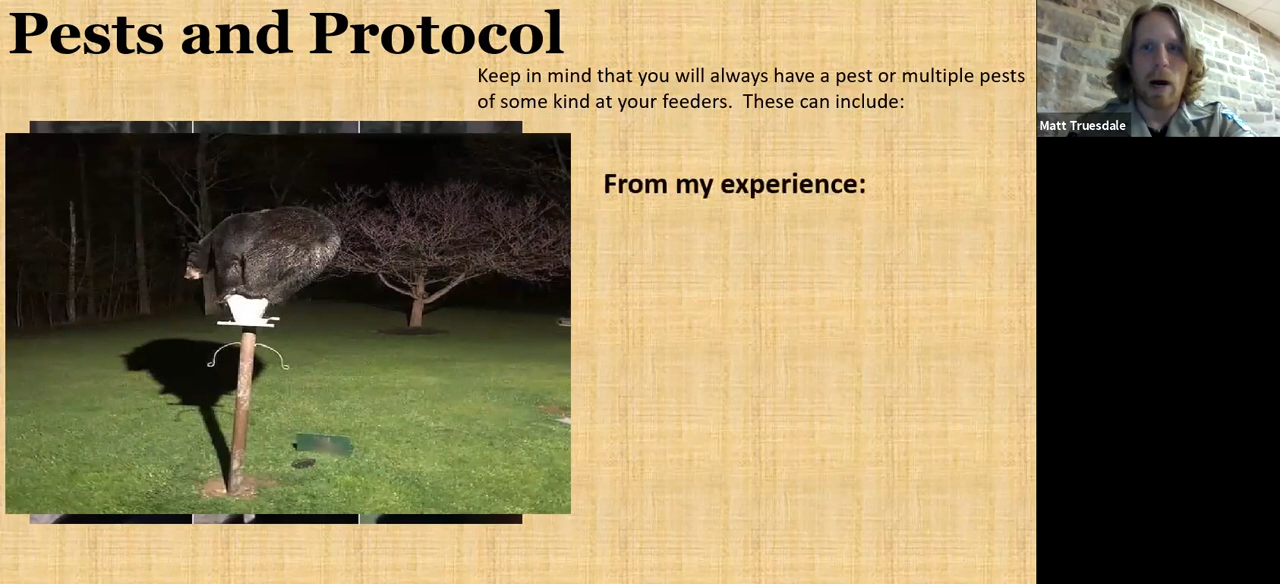 Pests and Protocol
Keep in mind that you will always have a pest or multiple pests
of some kind at your feeders.  These can include:
Matt Truesdale
From my experience: